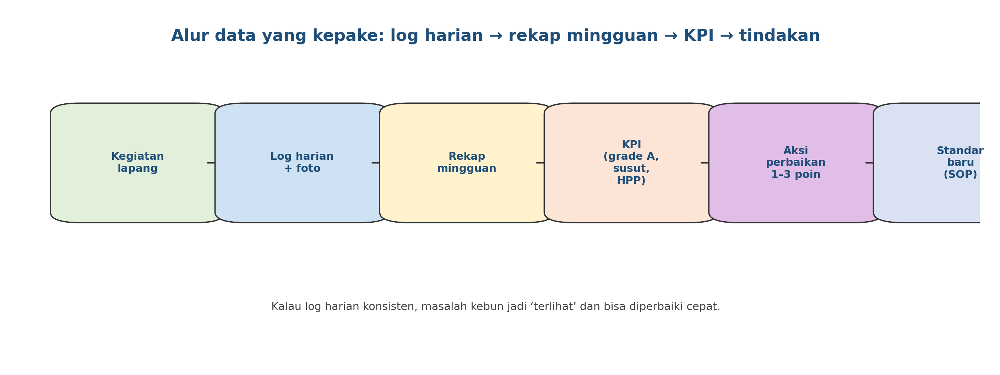 Alur data yang kepake: log harian → rekap mingguan → KPI → tindakan
Kegiatan
lapang
Log harian
+ foto
Rekap
mingguan
KPI
(grade A,
susut,
HPP)
Aksi
perbaikan
1–3 poin
Standar
baru
(SOP)
Kalau log harian konsisten, masalah kebun jadi ‘terlihat’ dan bisa diperbaiki cepat.